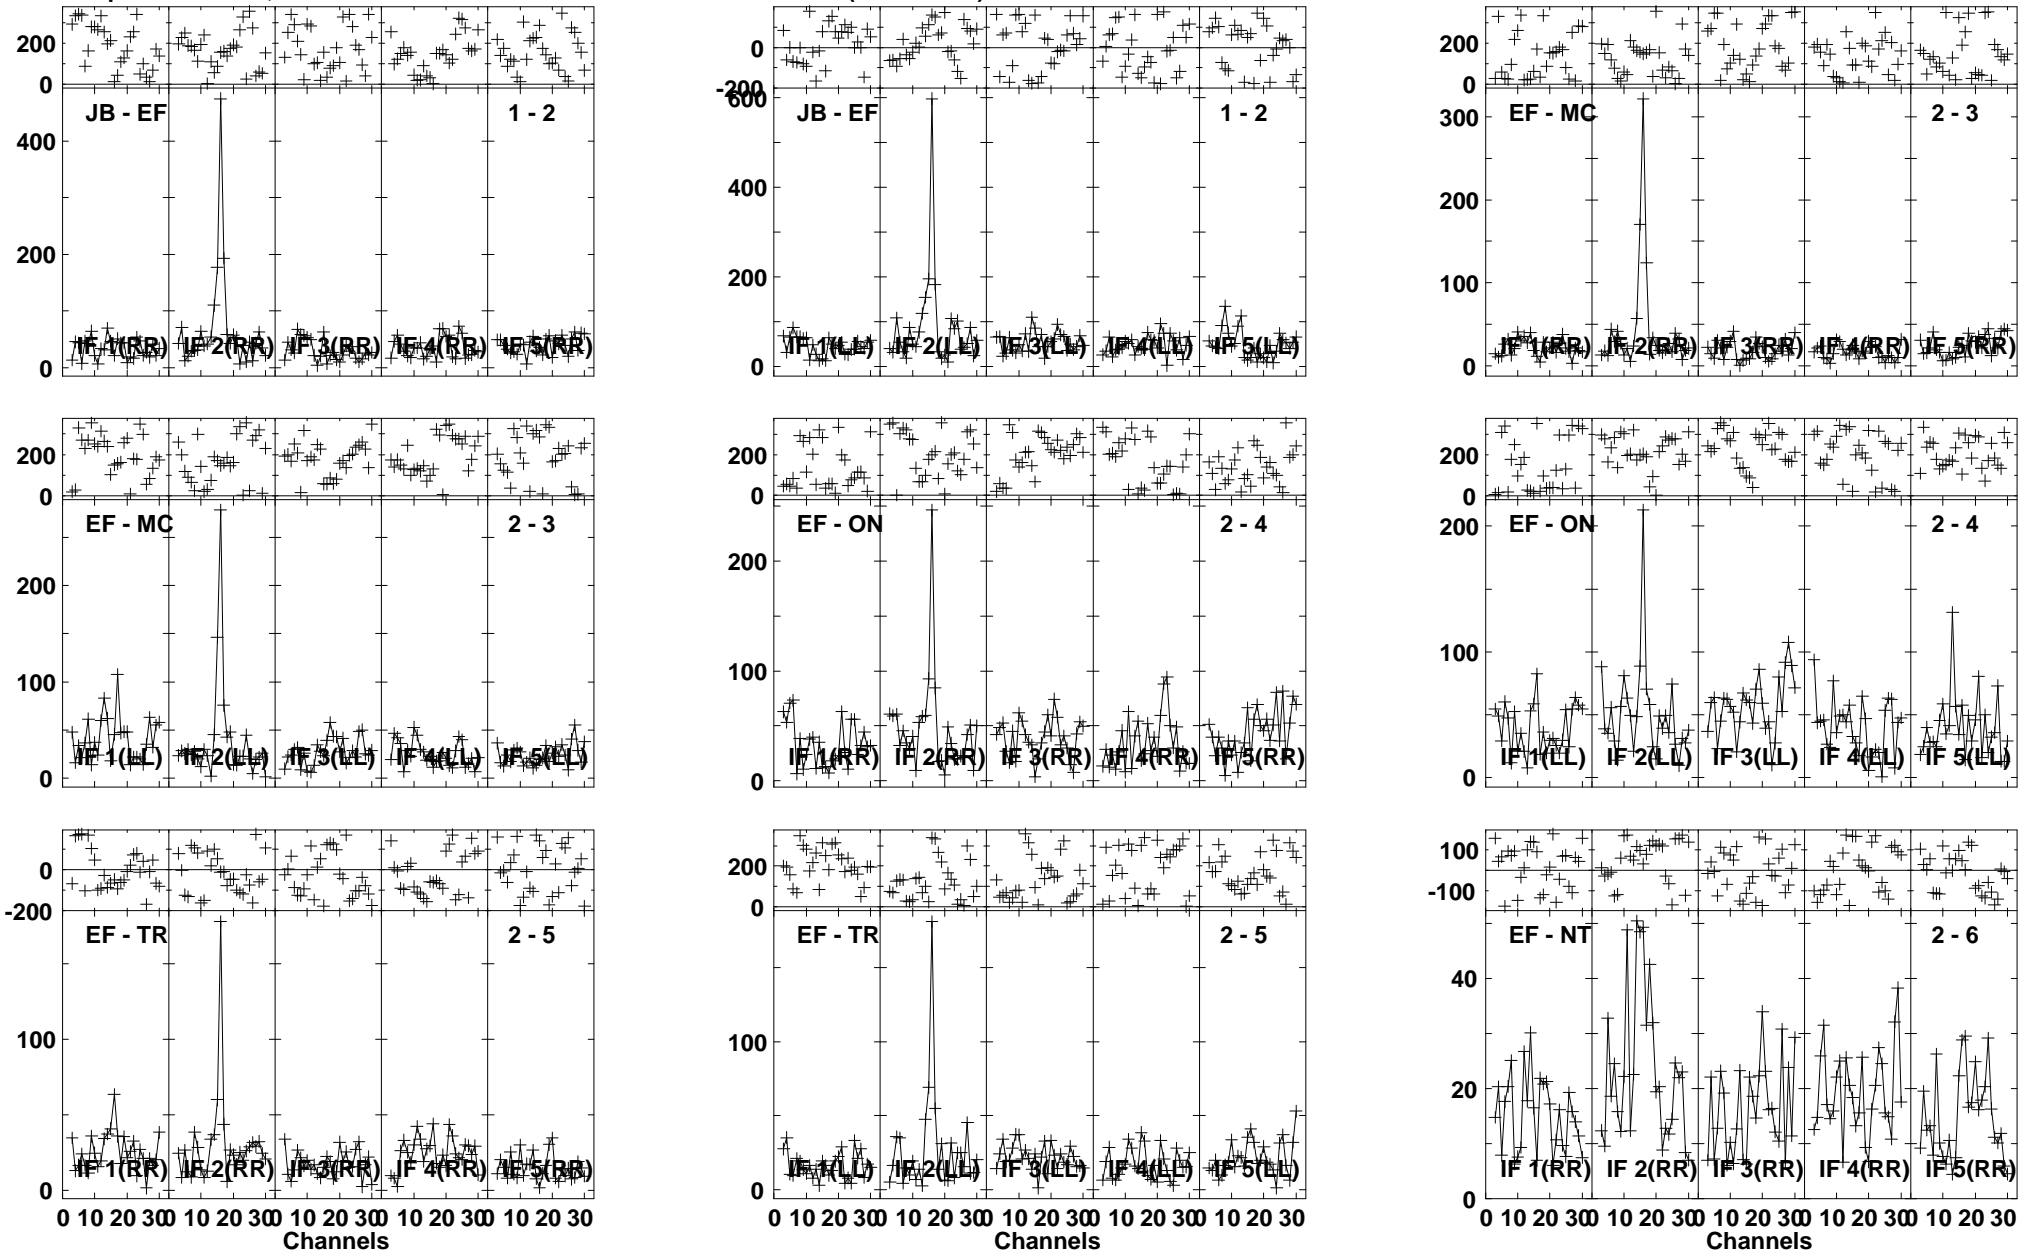 200
0
JB - EF
1 - 2
400
200
0
IF 1(RR) IF 2(RR) IF 3(RR) IF 4(RR) IF 5(RR)
0
-200
600
JB - EF
1 - 2
400
200
0
IF 1(LL) IF 2(LL) IF 3(LL) IF 4(LL) IF 5(LL)
200
0
EF - MC
2 - 3
300
200
100
0
IF 1(RR) IF 2(RR) IF 3(RR) IF 4(RR) IF 5(RR)
200
0
EF - MC
2 - 3
200
100
0
IF 1(LL) IF 2(LL) IF 3(LL) IF 4(LL) IF 5(LL)
200
0
EF - ON
2 - 4
200
100
0
IF 1(RR) IF 2(RR) IF 3(RR) IF 4(RR) IF 5(RR)
200
0
EF - ON
2 - 4
200
100
0
IF 1(LL) IF 2(LL) IF 3(LL) IF 4(LL) IF 5(LL)
0
-200
EF - TR
2 - 5
100
0
IF 1(RR) IF 2(RR) IF 3(RR) IF 4(RR) IF 5(RR)
0 10 20 30 0 10 20 30 0 10 20 30 0 10 20 30 0 10 20 30
Channels
200
0
EF - TR
2 - 5
100
0
IF 1(LL) IF 2(LL) IF 3(LL) IF 4(LL) IF 5(LL)
0 10 20 30 0 10 20 30 0 10 20 30 0 10 20 30 0 10 20 30
Channels
100
-100
EF - NT
2 - 6
40
20
0
IF 1(RR) IF 2(RR) IF 3(RR) IF 4(RR) IF 5(RR)
0 10 20 30 0 10 20 30 0 10 20 30 0 10 20 30 0 10 20 30
Channels